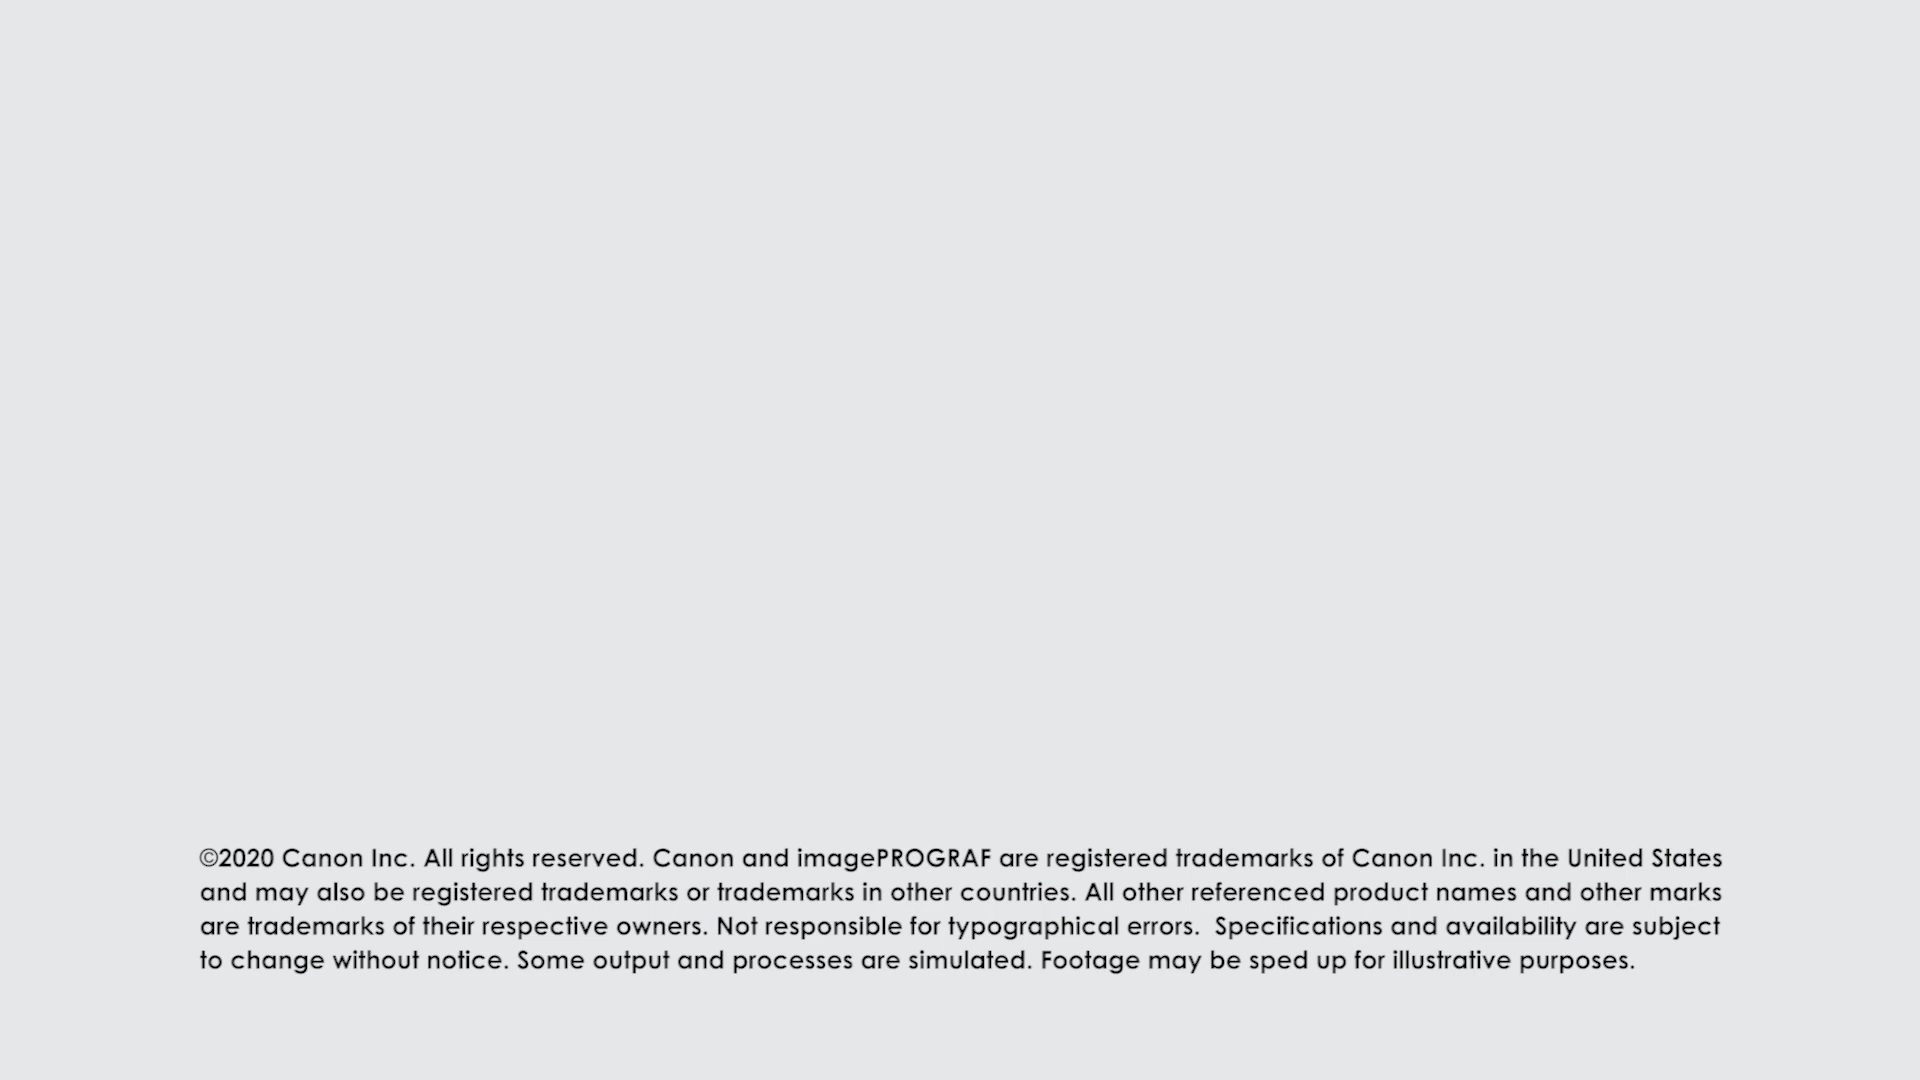 ©2020 Canon Inc. All rights reserved. Canon and imagePROGRAF are registered trademarks of Canon Inc. in the United States
and may also be registered trademarks or trademarks in other countries. All other referenced product names and other marks
are trademarks of their respective owners. Not responsible for typographical errors.  Specifications and availability are subject
to change without notice. Some output and processes are simulated. Footage may be sped up for illustrative purposes.